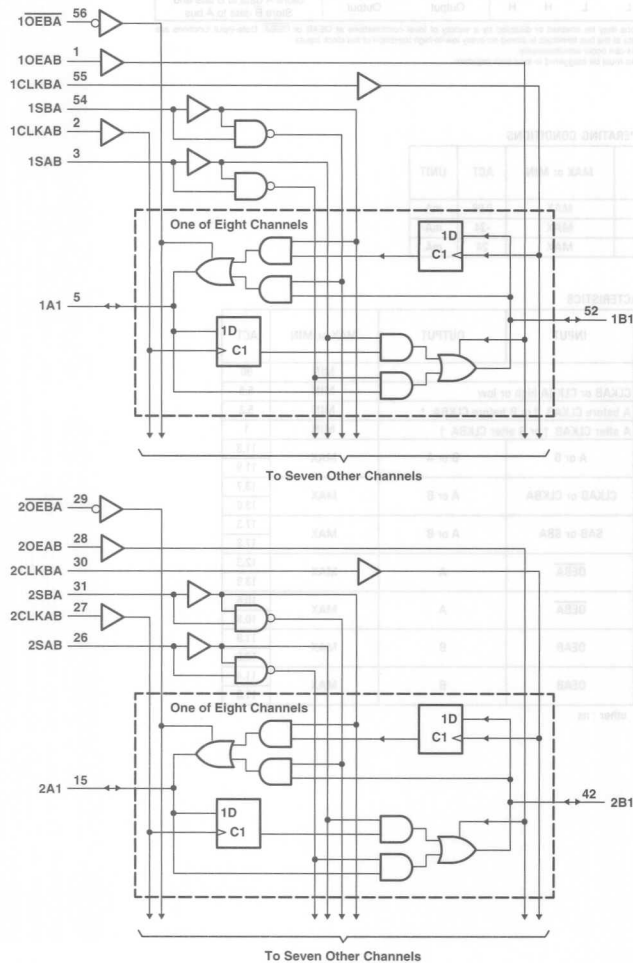 1OEBA 56
1OEAB 1
1CLKBA 55
1SBA 54
1CLKAB 2
1SAB 3
One of Eight Channels
1D
C1
1A1 5
52 1B1
1D
C1
To Seven Other Channels
2OEBA 29
2OEAB 28
2CLKBA 30
2SBA 31
2CLKAB 27
2SAB 26
One of Eight Channels
1D
C1
2A1 15
42 2B1
1D
C1
To Seven Other Channels